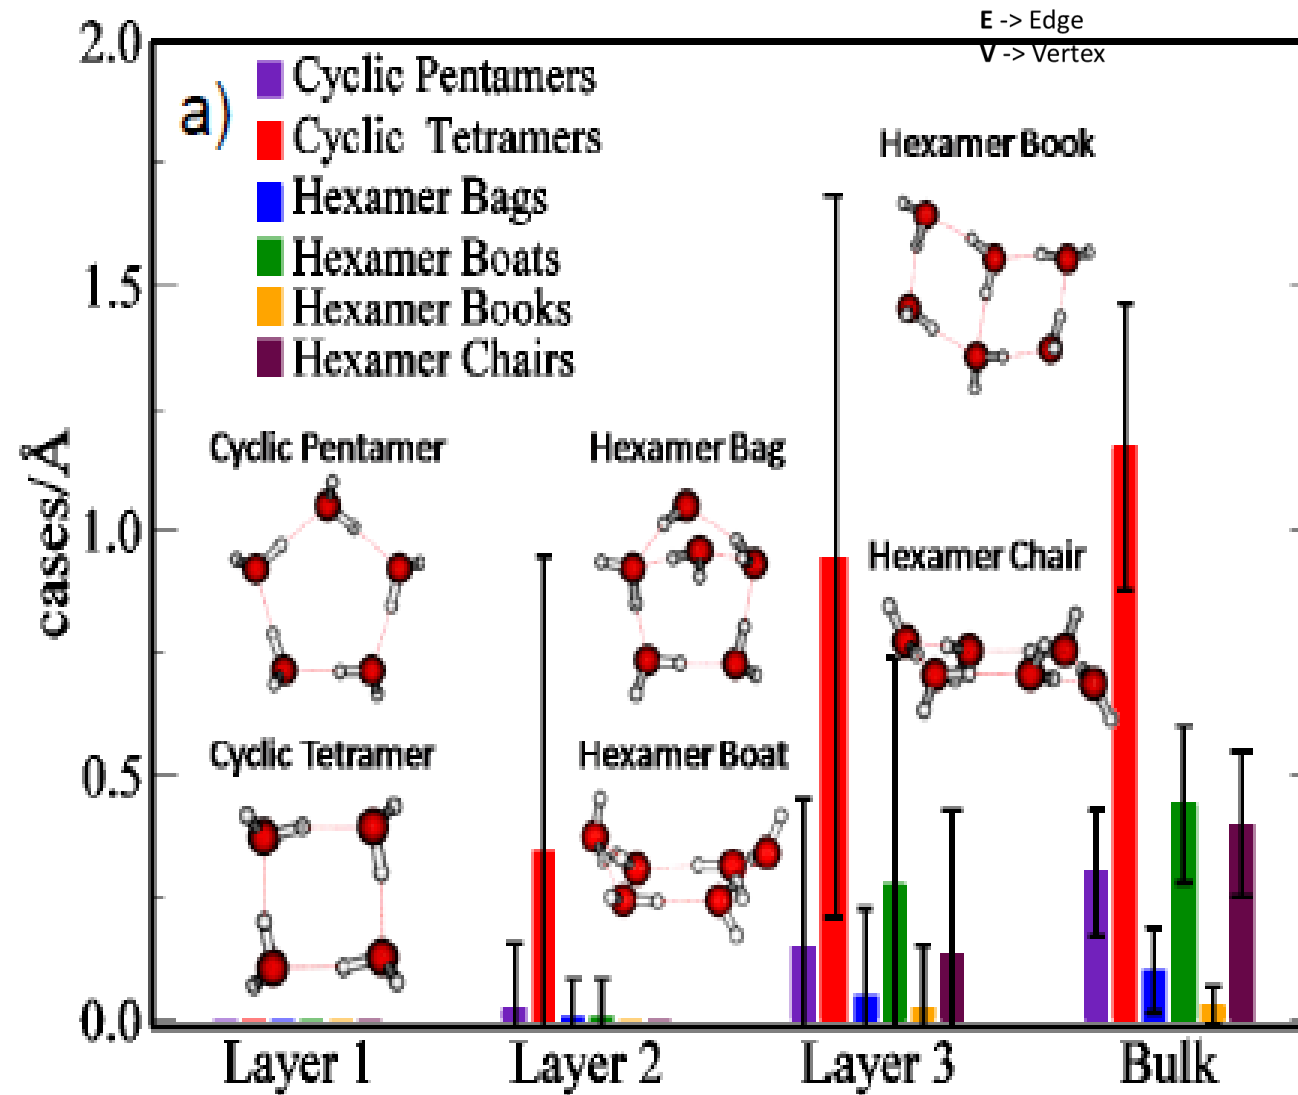 E -> Edge
V -> Vertex
2.0
a)
Cyclic Pentamers
Cyclic Tetramers
Hexamer Bags
Hexamer Boats
Hexamer Books
Hexamer Chairs
Hexamer Book
1.5
Cyclic Pentamer
Hexamer Bag
cases/Å
1.0
Hexamer Chair
Cyclic Tetramer
Hexamer Boat
0.5
0.0
Layer 1
Layer 2
Layer 3
Bulk